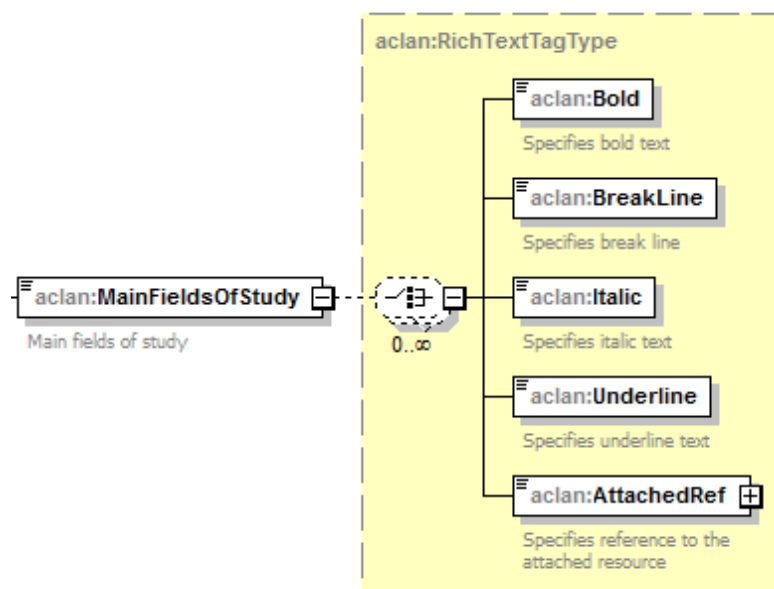 aclan:RichTextTagType
aclan:Bold
Specifies bold text
aclan:BreakLine
Specifies break line
aclan:MainFieldsOfStudy
Main fields of study
0..∞
aclan:Italic
Specifies italic text
aclan:Underline
Specifies underline text
aclan:AttachedRef
Specifies reference to the
attached resource